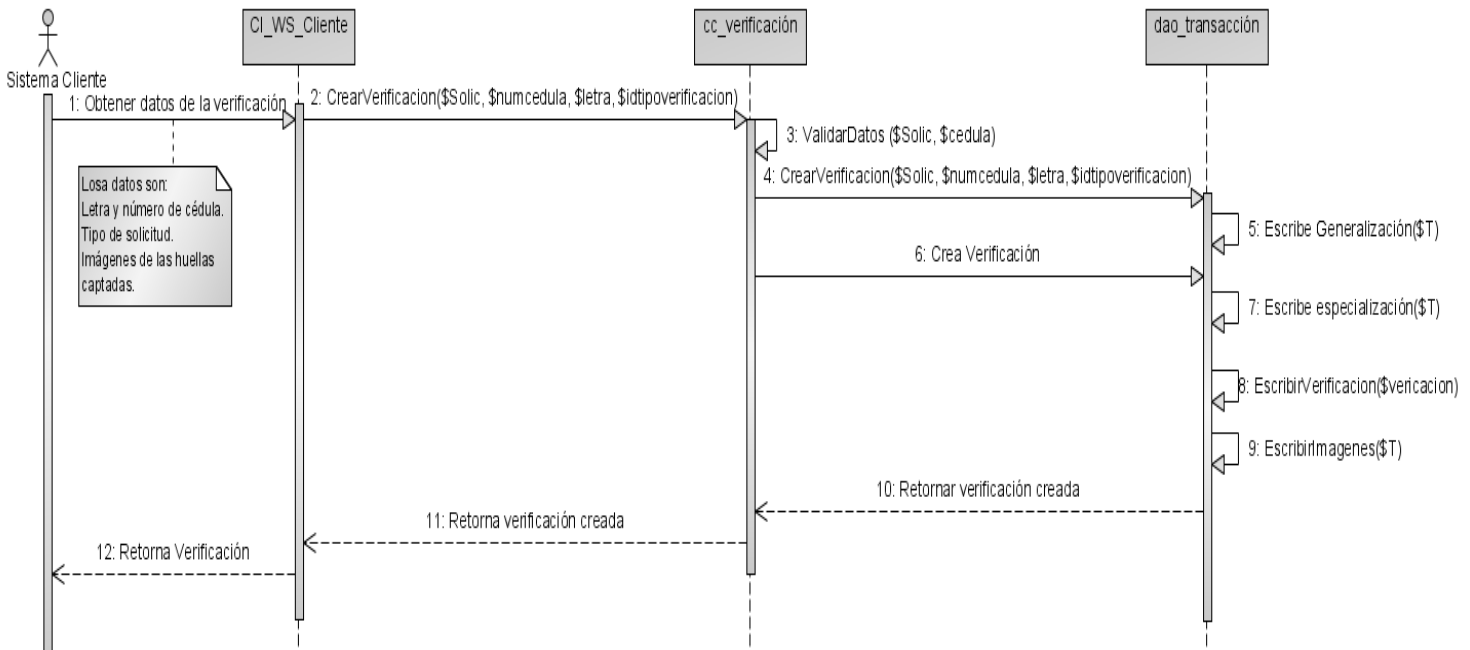 CI_WS_Cliente
cc_verificación
dao_transacción
Sistema Cliente
1: Obtener datos de la verificación
2: CrearVerificacion($Solic, $numcedula, $letra, $idtipoverificacion)
3: ValidarDatos ($Solic, $cedula)
4: CrearVerificacion($Solic, $numcedula, $letra, $idtipoverificacion)
Losa datos son:
Letra y número de cédula.
Tipo de solicitud.
Imágenes de las huellas
captadas.
5: Escribe Generalización($T)
6: Crea Verificación
7: Escribe especialización($T)
8: EscribirVerificacion($vericacion)
9: EscribirImagenes($T)
10: Retornar verificación creada
11: Retorna verificación creada
12: Retorna Verificación